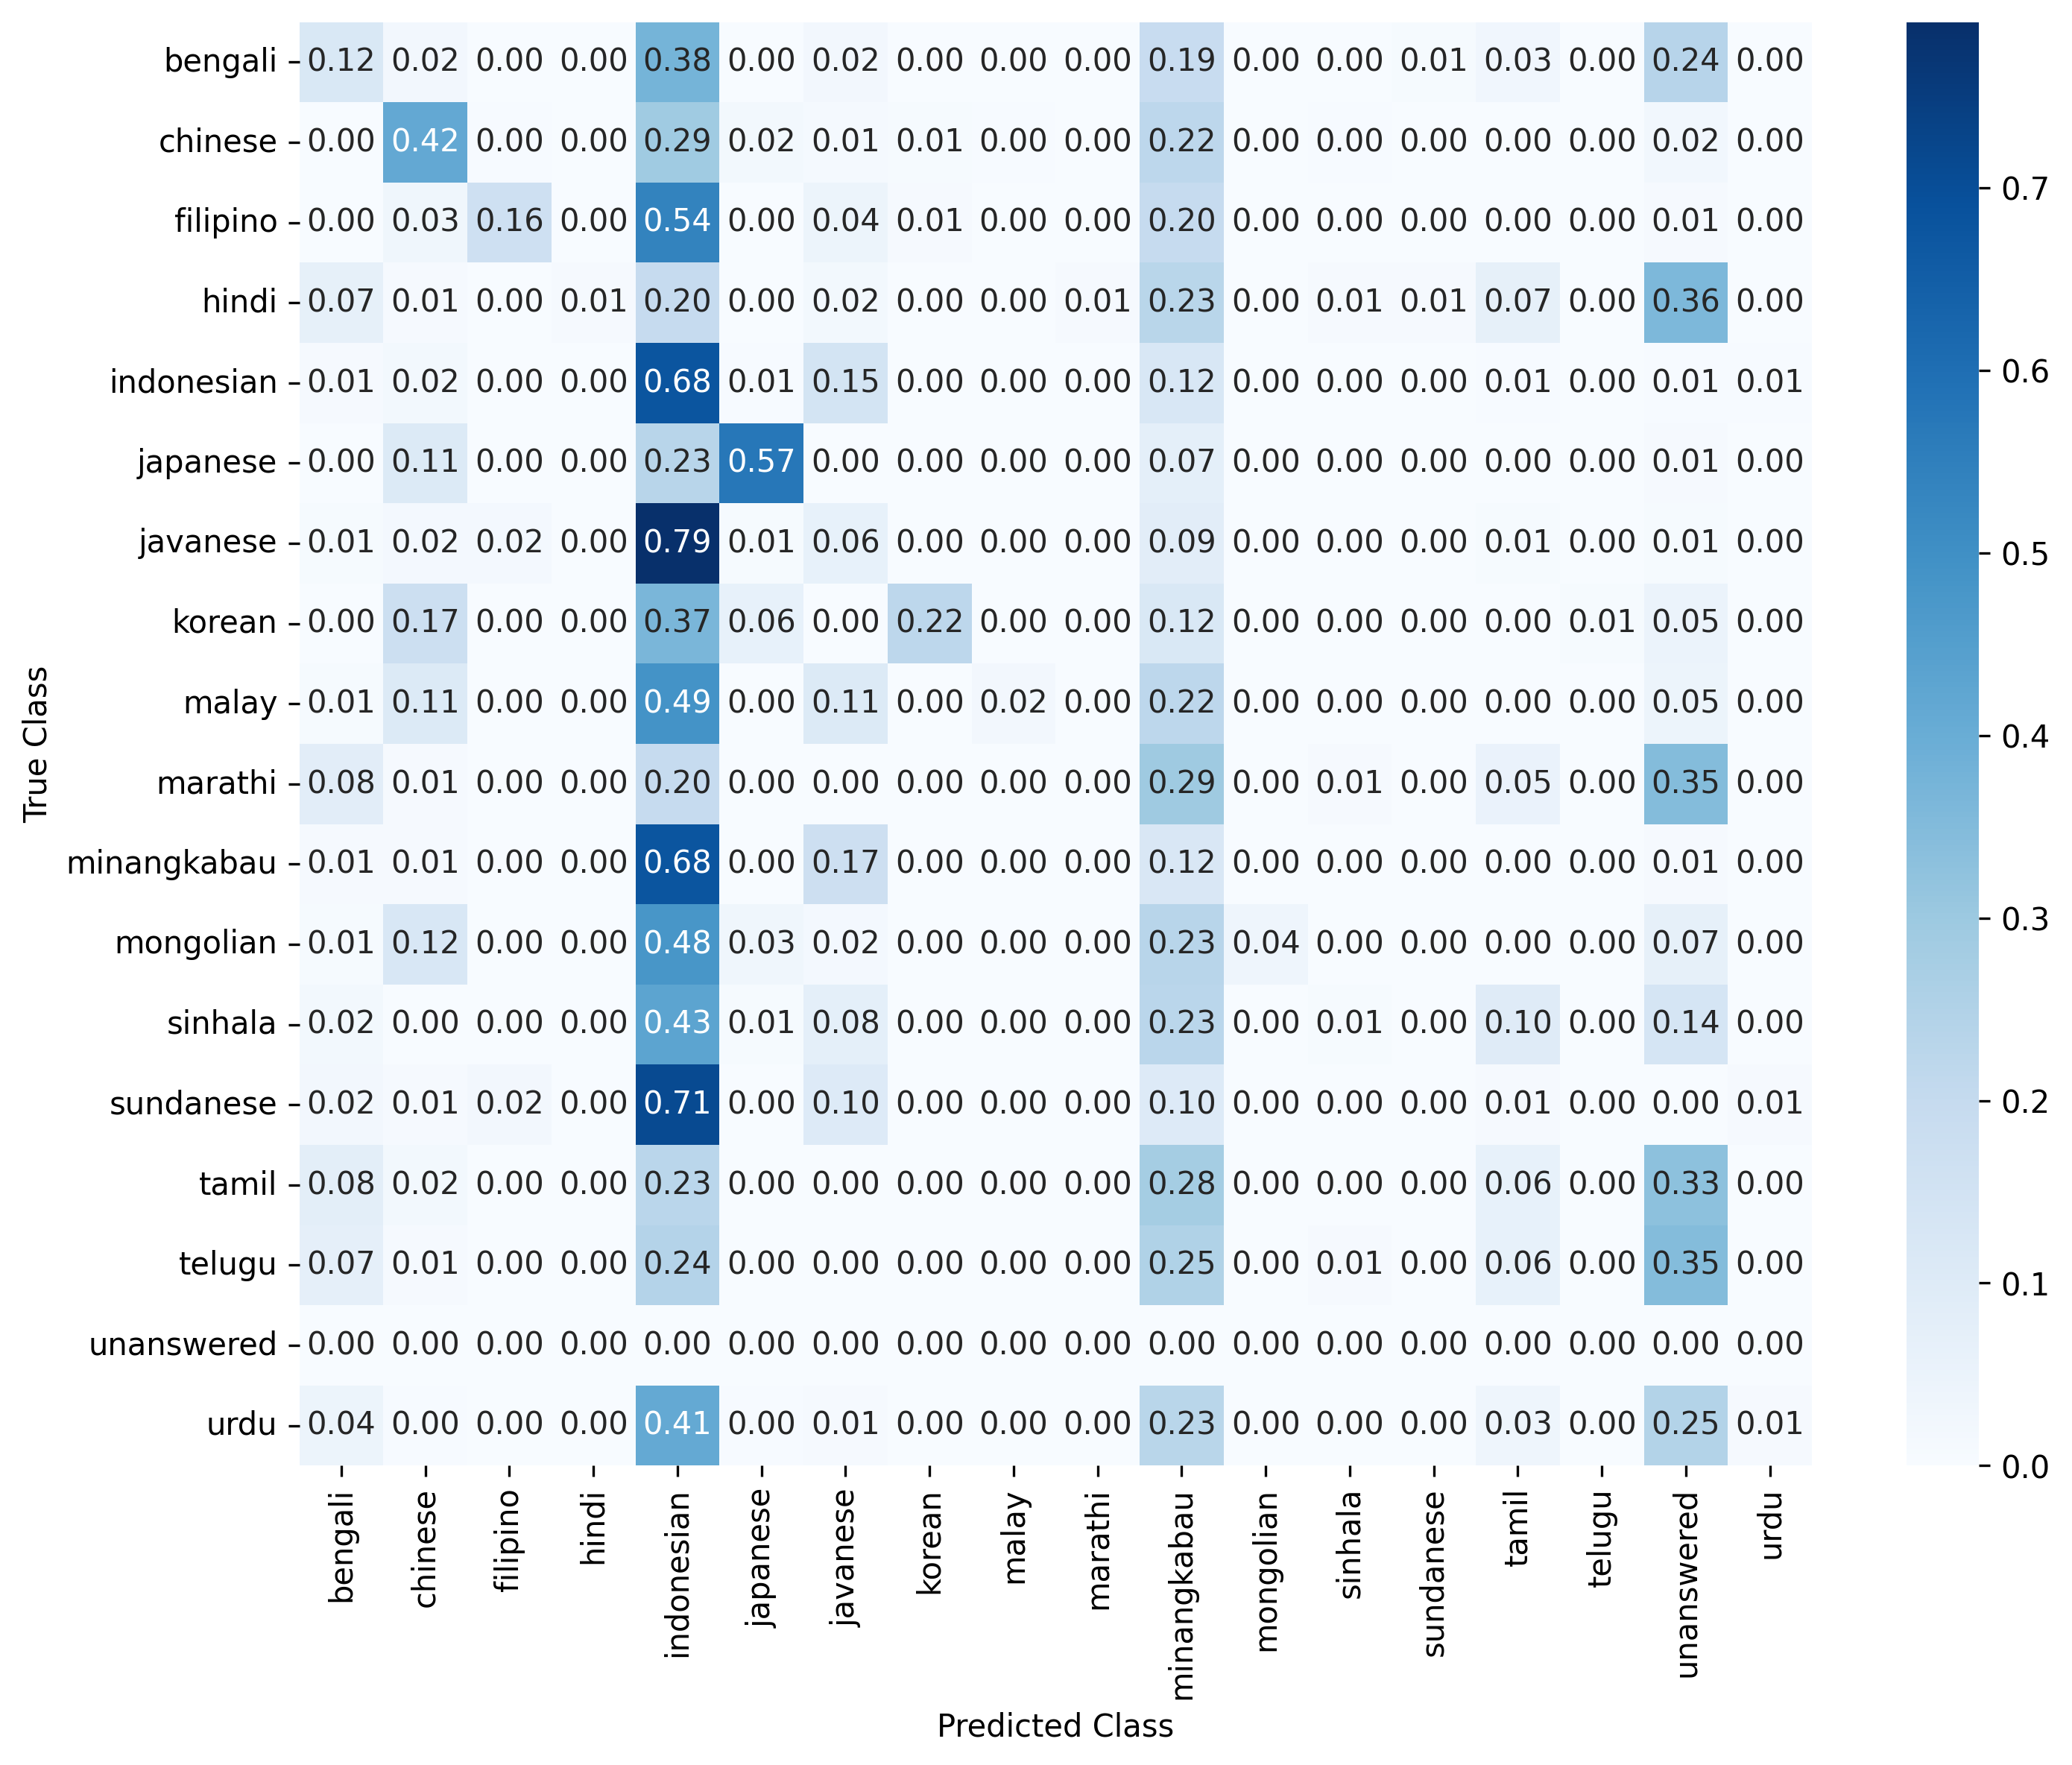 True Class
bengali 0.12 0.02 0.00 0.00 0.38 0.00 0.02 0.00 0.00 0.00 0.19 0.00 0.00 0.01 0.03 0.00 0.24 0.00
chinese 0.00 0.42 0.00 0.00 0.29 0.02 0.01 0.01 0.00 0.00 0.22 0.00 0.00 0.00 0.00 0.00 0.02 0.00
filipino 0.00 0.03 0.16 0.00 0.54 0.00 0.04 0.01 0.00 0.00 0.20 0.00 0.00 0.00 0.00 0.00 0.01 0.00
hindi 0.07 0.01 0.00 0.01 0.20 0.00 0.02 0.00 0.00 0.01 0.23 0.00 0.01 0.01 0.07 0.00 0.36 0.00
indonesian 0.01 0.02 0.00 0.00 0.68 0.01 0.15 0.00 0.00 0.00 0.12 0.00 0.00 0.00 0.01 0.00 0.01 0.01
japanese 0.00 0.11 0.00 0.00 0.23 0.57 0.00 0.00 0.00 0.00 0.07 0.00 0.00 0.00 0.00 0.00 0.01 0.00
javanese 0.01 0.02 0.02 0.00 0.79 0.01 0.06 0.00 0.00 0.00 0.09 0.00 0.00 0.00 0.01 0.00 0.01 0.00
korean 0.00 0.17 0.00 0.00 0.37 0.06 0.00 0.22 0.00 0.00 0.12 0.00 0.00 0.00 0.00 0.01 0.05 0.00
malay 0.01 0.11 0.00 0.00 0.49 0.00 0.11 0.00 0.02 0.00 0.22 0.00 0.00 0.00 0.00 0.00 0.05 0.00
marathi 0.08 0.01 0.00 0.00 0.20 0.00 0.00 0.00 0.00 0.00 0.29 0.00 0.01 0.00 0.05 0.00 0.35 0.00
minangkabau 0.01 0.01 0.00 0.00 0.68 0.00 0.17 0.00 0.00 0.00 0.12 0.00 0.00 0.00 0.00 0.00 0.01 0.00
mongolian 0.01 0.12 0.00 0.00 0.48 0.03 0.02 0.00 0.00 0.00 0.23 0.04 0.00 0.00 0.00 0.00 0.07 0.00
sinhala 0.02 0.00 0.00 0.00 0.43 0.01 0.08 0.00 0.00 0.00 0.23 0.00 0.01 0.00 0.10 0.00 0.14 0.00
sundanese 0.02 0.01 0.02 0.00 0.71 0.00 0.10 0.00 0.00 0.00 0.10 0.00 0.00 0.00 0.01 0.00 0.00 0.01
tamil 0.08 0.02 0.00 0.00 0.23 0.00 0.00 0.00 0.00 0.00 0.28 0.00 0.00 0.00 0.06 0.00 0.33 0.00
telugu 0.07 0.01 0.00 0.00 0.24 0.00 0.00 0.00 0.00 0.00 0.25 0.00 0.01 0.00 0.06 0.00 0.35 0.00
unanswered 0.00 0.00 0.00 0.00 0.00 0.00 0.00 0.00 0.00 0.00 0.00 0.00 0.00 0.00 0.00 0.00 0.00 0.00
urdu 0.04 0.00 0.00 0.00 0.41 0.00 0.01 0.00 0.00 0.00 0.23 0.00 0.00 0.00 0.03 0.00 0.25 0.01
bengali chinese filipino hindi indonesian japanese javanese korean malay marathi minangkabau mongolian sinhala sundanese tamil telugu unanswered urdu
Predicted Class
0.7
0.6
0.5
0.4
0.3
0.2
0.1
0.0